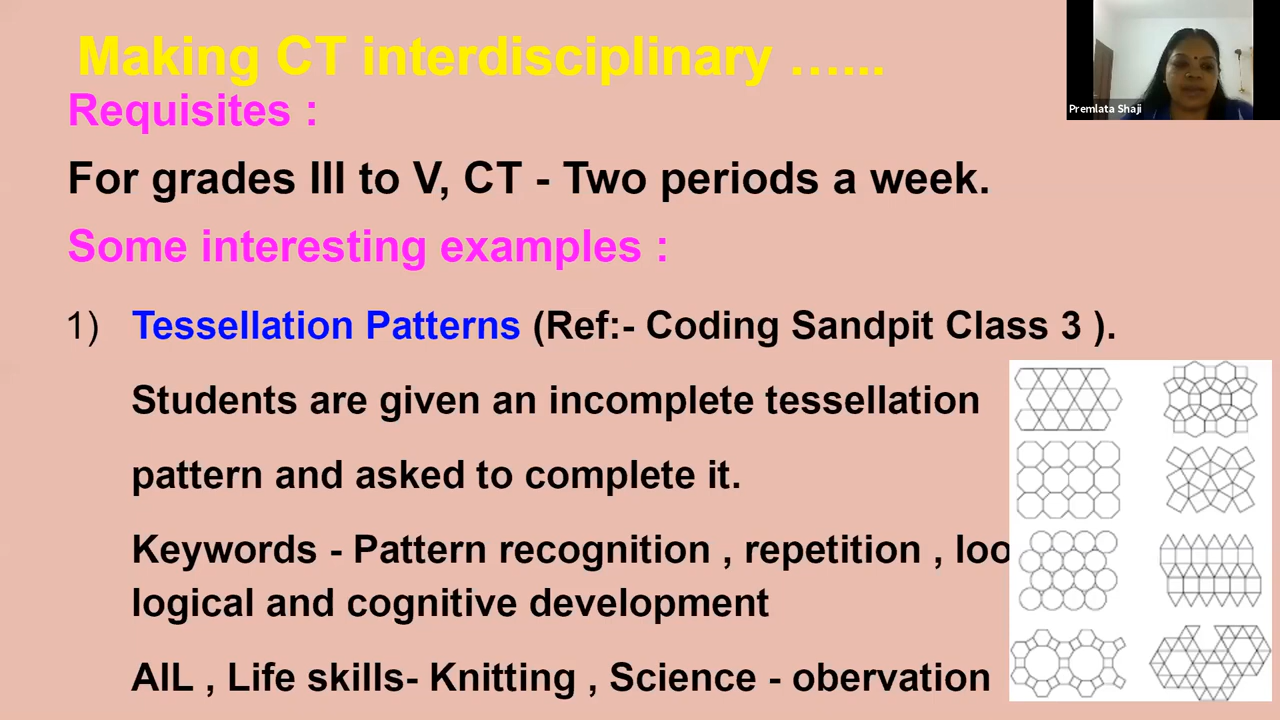 Making CT interdisciplinary …...
Premlata Shaji
Requisites :
For grades III to V, CT - Two periods a week.
Some interesting examples :
1) Tessellation Patterns (Ref:- Coding Sandpit Class 3 ).
Students are given an incomplete tessellation
pattern and asked to complete it.
Keywords - Pattern recognition , repetition ,
logical and cognitive development
AIL , Life skills- Knitting , Science - obervation